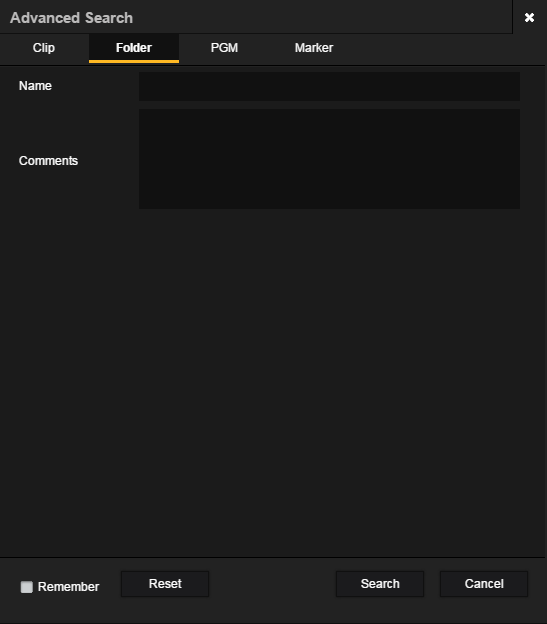 Advanced Search
Clip Folder PGM Marker
Name
Comments
Remember Reset Search Cancel